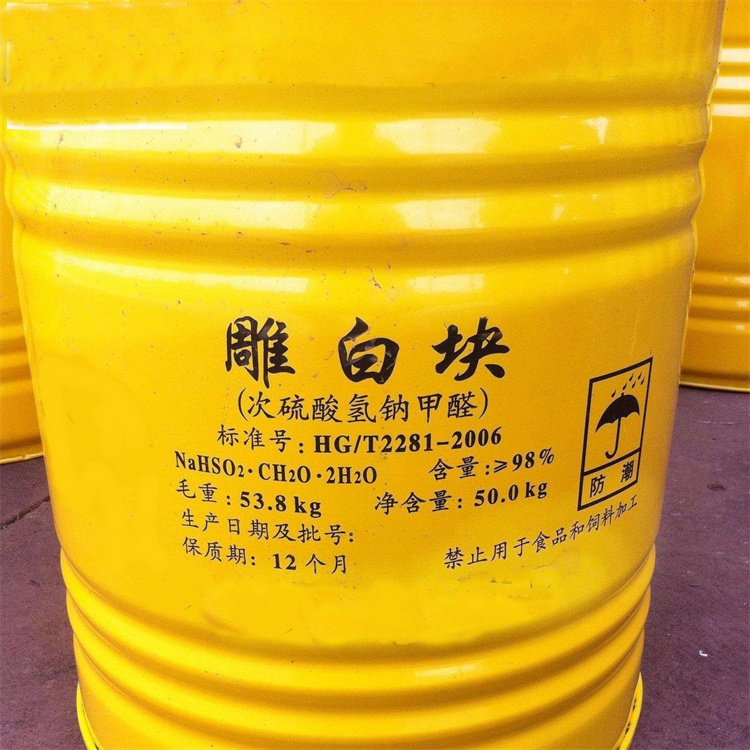 雕白块
(次硫酸氢钠甲醛)
标准号: HG/T2281-2006
NaHSO2·CH2O·2H2O 含量:≥98%
毛重: 53.8kg 净含量: 50.0kg
生产日期及批号:
保质期: 12个月
防潮
禁止用于食品和饲料加工